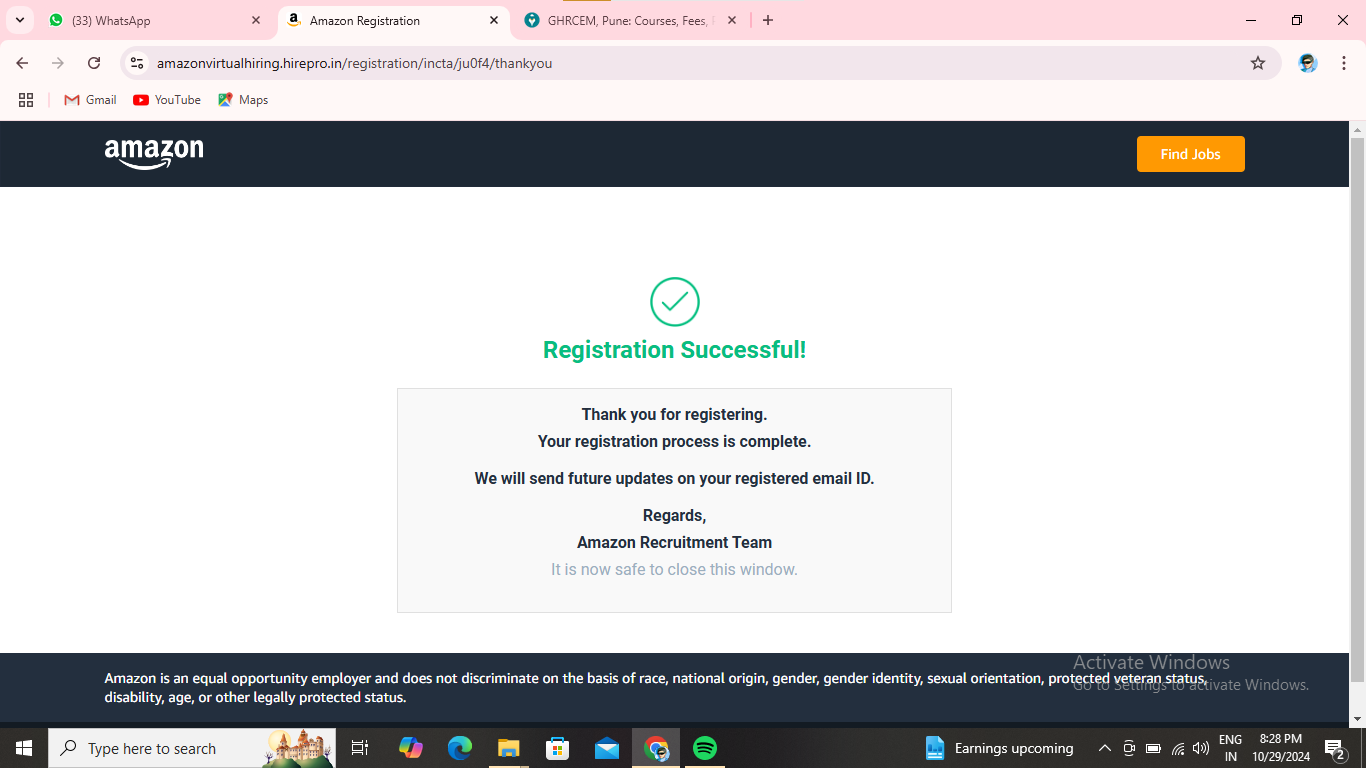 (33) WhatsApp
Amazon Registration
GHRCEM, Pune: Courses, Fees,
amazonvirtualhiring.hirepro.in/registration/incta/ju0f4/thankyou
Gmail
YouTube
Maps
amazon
Find Jobs
Registration Successful!
Thank you for registering.
Your registration process is complete.
We will send future updates on your registered email ID.
Regards,
Amazon Recruitment Team
It is now safe to close this window.
Activate Windows
Go to Settings to activate Windows.
Amazon is an equal opportunity employer and does not discriminate on the basis of race, national origin, gender, gender identity, sexual orientation, protected veteran status,
disability, age, or other legally protected status.
Type here to search
Earnings upcoming
ENG
IN
8:28 PM
10/29/2024
2